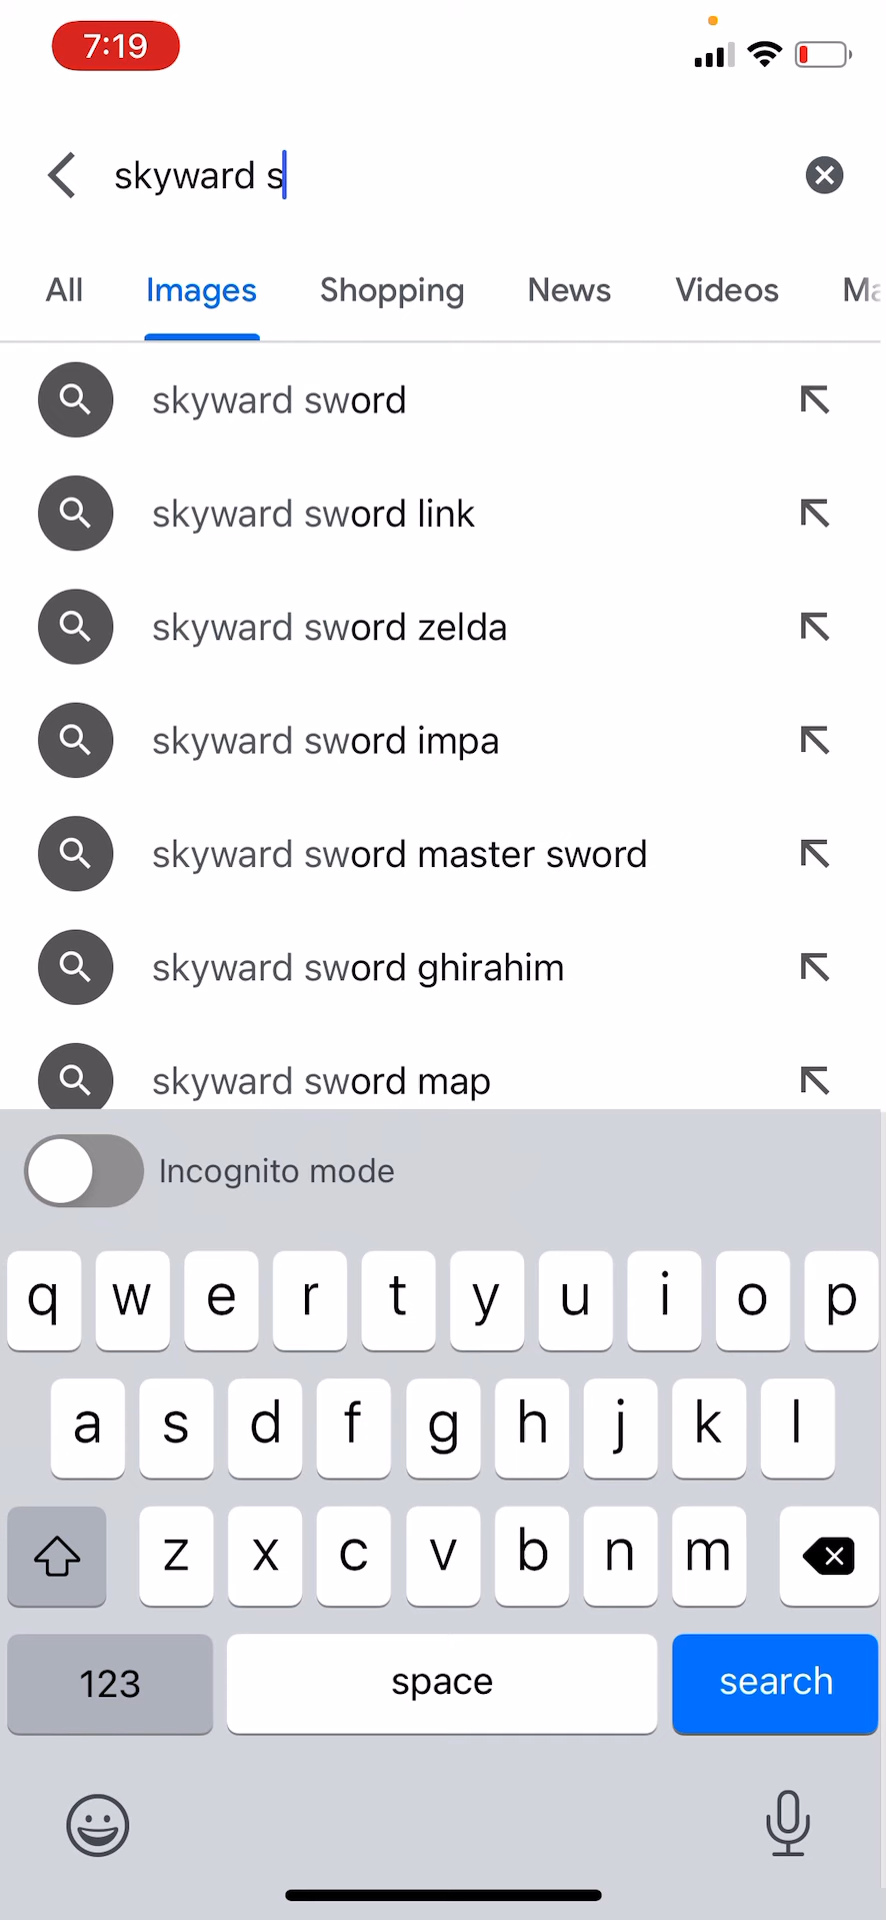 7:19
skyward s
All Images Shopping News Videos Ma
skyward sword
skyward sword link
skyward sword zelda
skyward sword impa
skyward sword master sword
skyward sword ghirahim
skyward sword map
Incognito mode
q w e r t y u i o p
a s d f g h j k l
z x c v b n m
123 space search